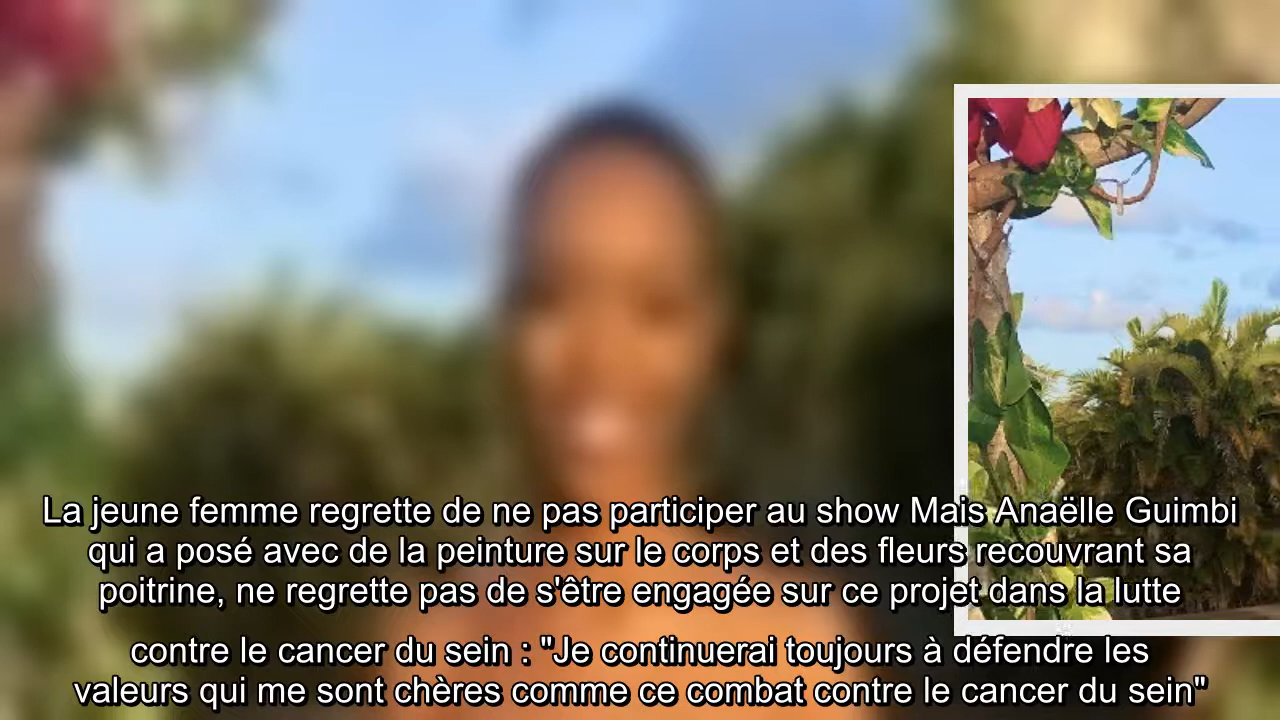 La jeune femme regrette de ne pas participer au show Mais Anaëlle Guimbi
qui a posé avec de la peinture sur le corps et des fleurs recouvrant sa
poitrine, ne regrette pas de s'être engagée sur ce projet dans la lutte
contre le cancer du sein : "Je continuerai toujours à défendre les
valeurs qui me sont chères comme ce combat contre le cancer du sein"